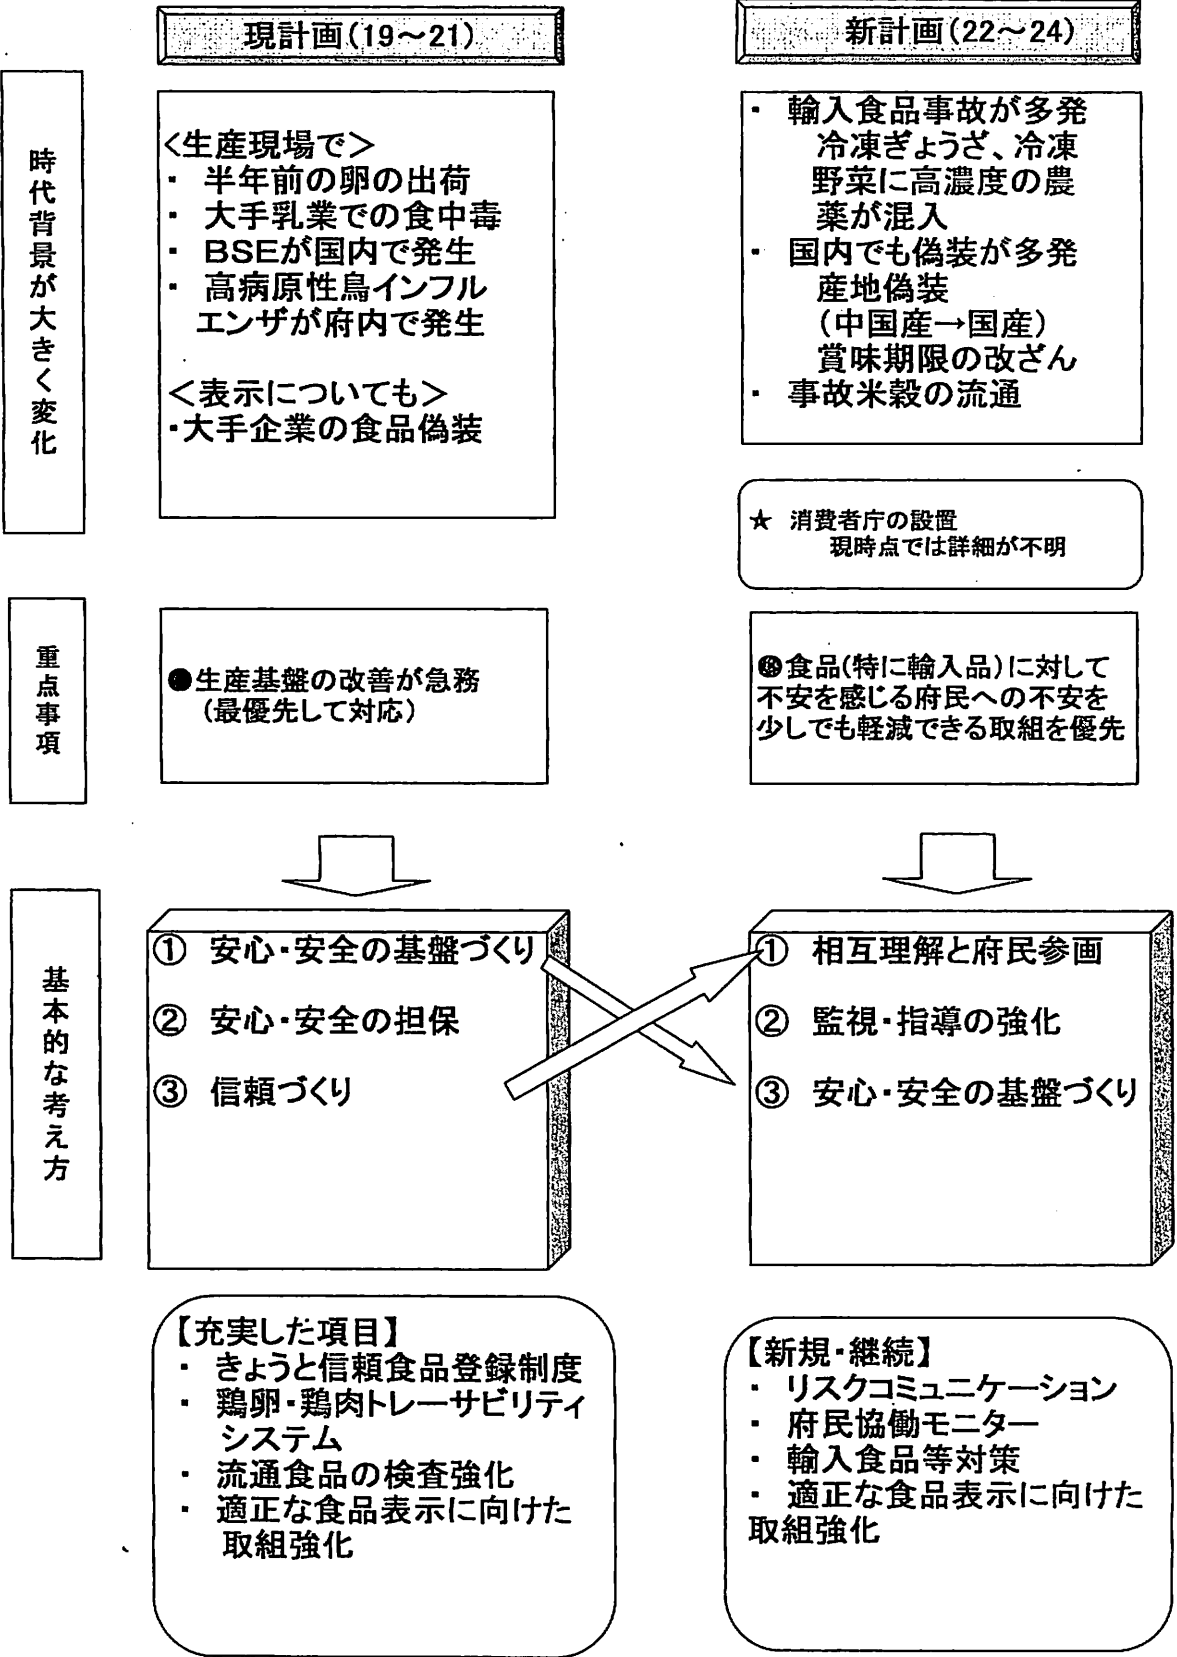 現計画(19～21)
新計画(22～24)
時代背景が大きく変化
<生産現場で>
・ 半年前の卵の出荷
・ 大手乳業での食中毒
・ BSEが国内で発生
・ 高病原性鳥インフル
エンザが府内で発生
<表示についても>
・大手企業の食品偽装
・ 輸入食品事故が多発
冷凍ぎょうざ、冷凍
野菜に高濃度の農
薬が混入
・ 国内でも偽装が多発
産地偽装
(中国産→国産)
賞味期限の改ざん
・ 事故米穀の流通
★ 消費者庁の設置
現時点では詳細が不明
重点事項
●生産基盤の改善が急務
(最優先して対応)
●食品(特に輸入品)に対して
不安を感じる府民への不安を
少しでも軽減できる取組を優先
基本的な考え方
① 安心・安全の基盤づくり
② 安心・安全の担保
③ 信頼づくり
① 相互理解と府民参画
② 監視・指導の強化
③ 安心・安全の基盤づくり
【充実した項目】
・ きょうと信頼食品登録制度
・ 鶏卵・鶏肉トレーサビリティ
システム
・ 流通食品の検査強化
・ 適正な食品表示に向けた
取組強化
【新規・継続】
・ リスクコミュニケーション
・ 府民協働モニター
・ 輸入食品等対策
・ 適正な食品表示に向けた
取組強化